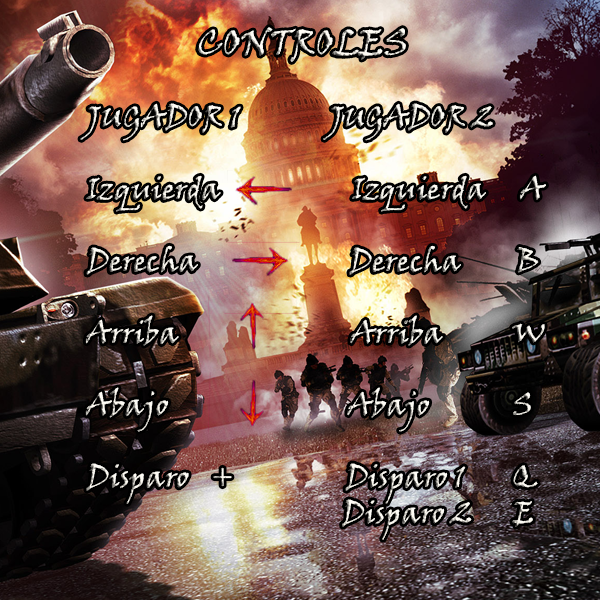 CONTROLES
JUGADOR 1 JUGADOR 2
Izquierda ← Izquierda A
Derecha → Derecha B
Arriba ↑ Arriba W
Abajo ↓ Abajo S
Disparo + Disparo 1 Q
Disparo 2 E